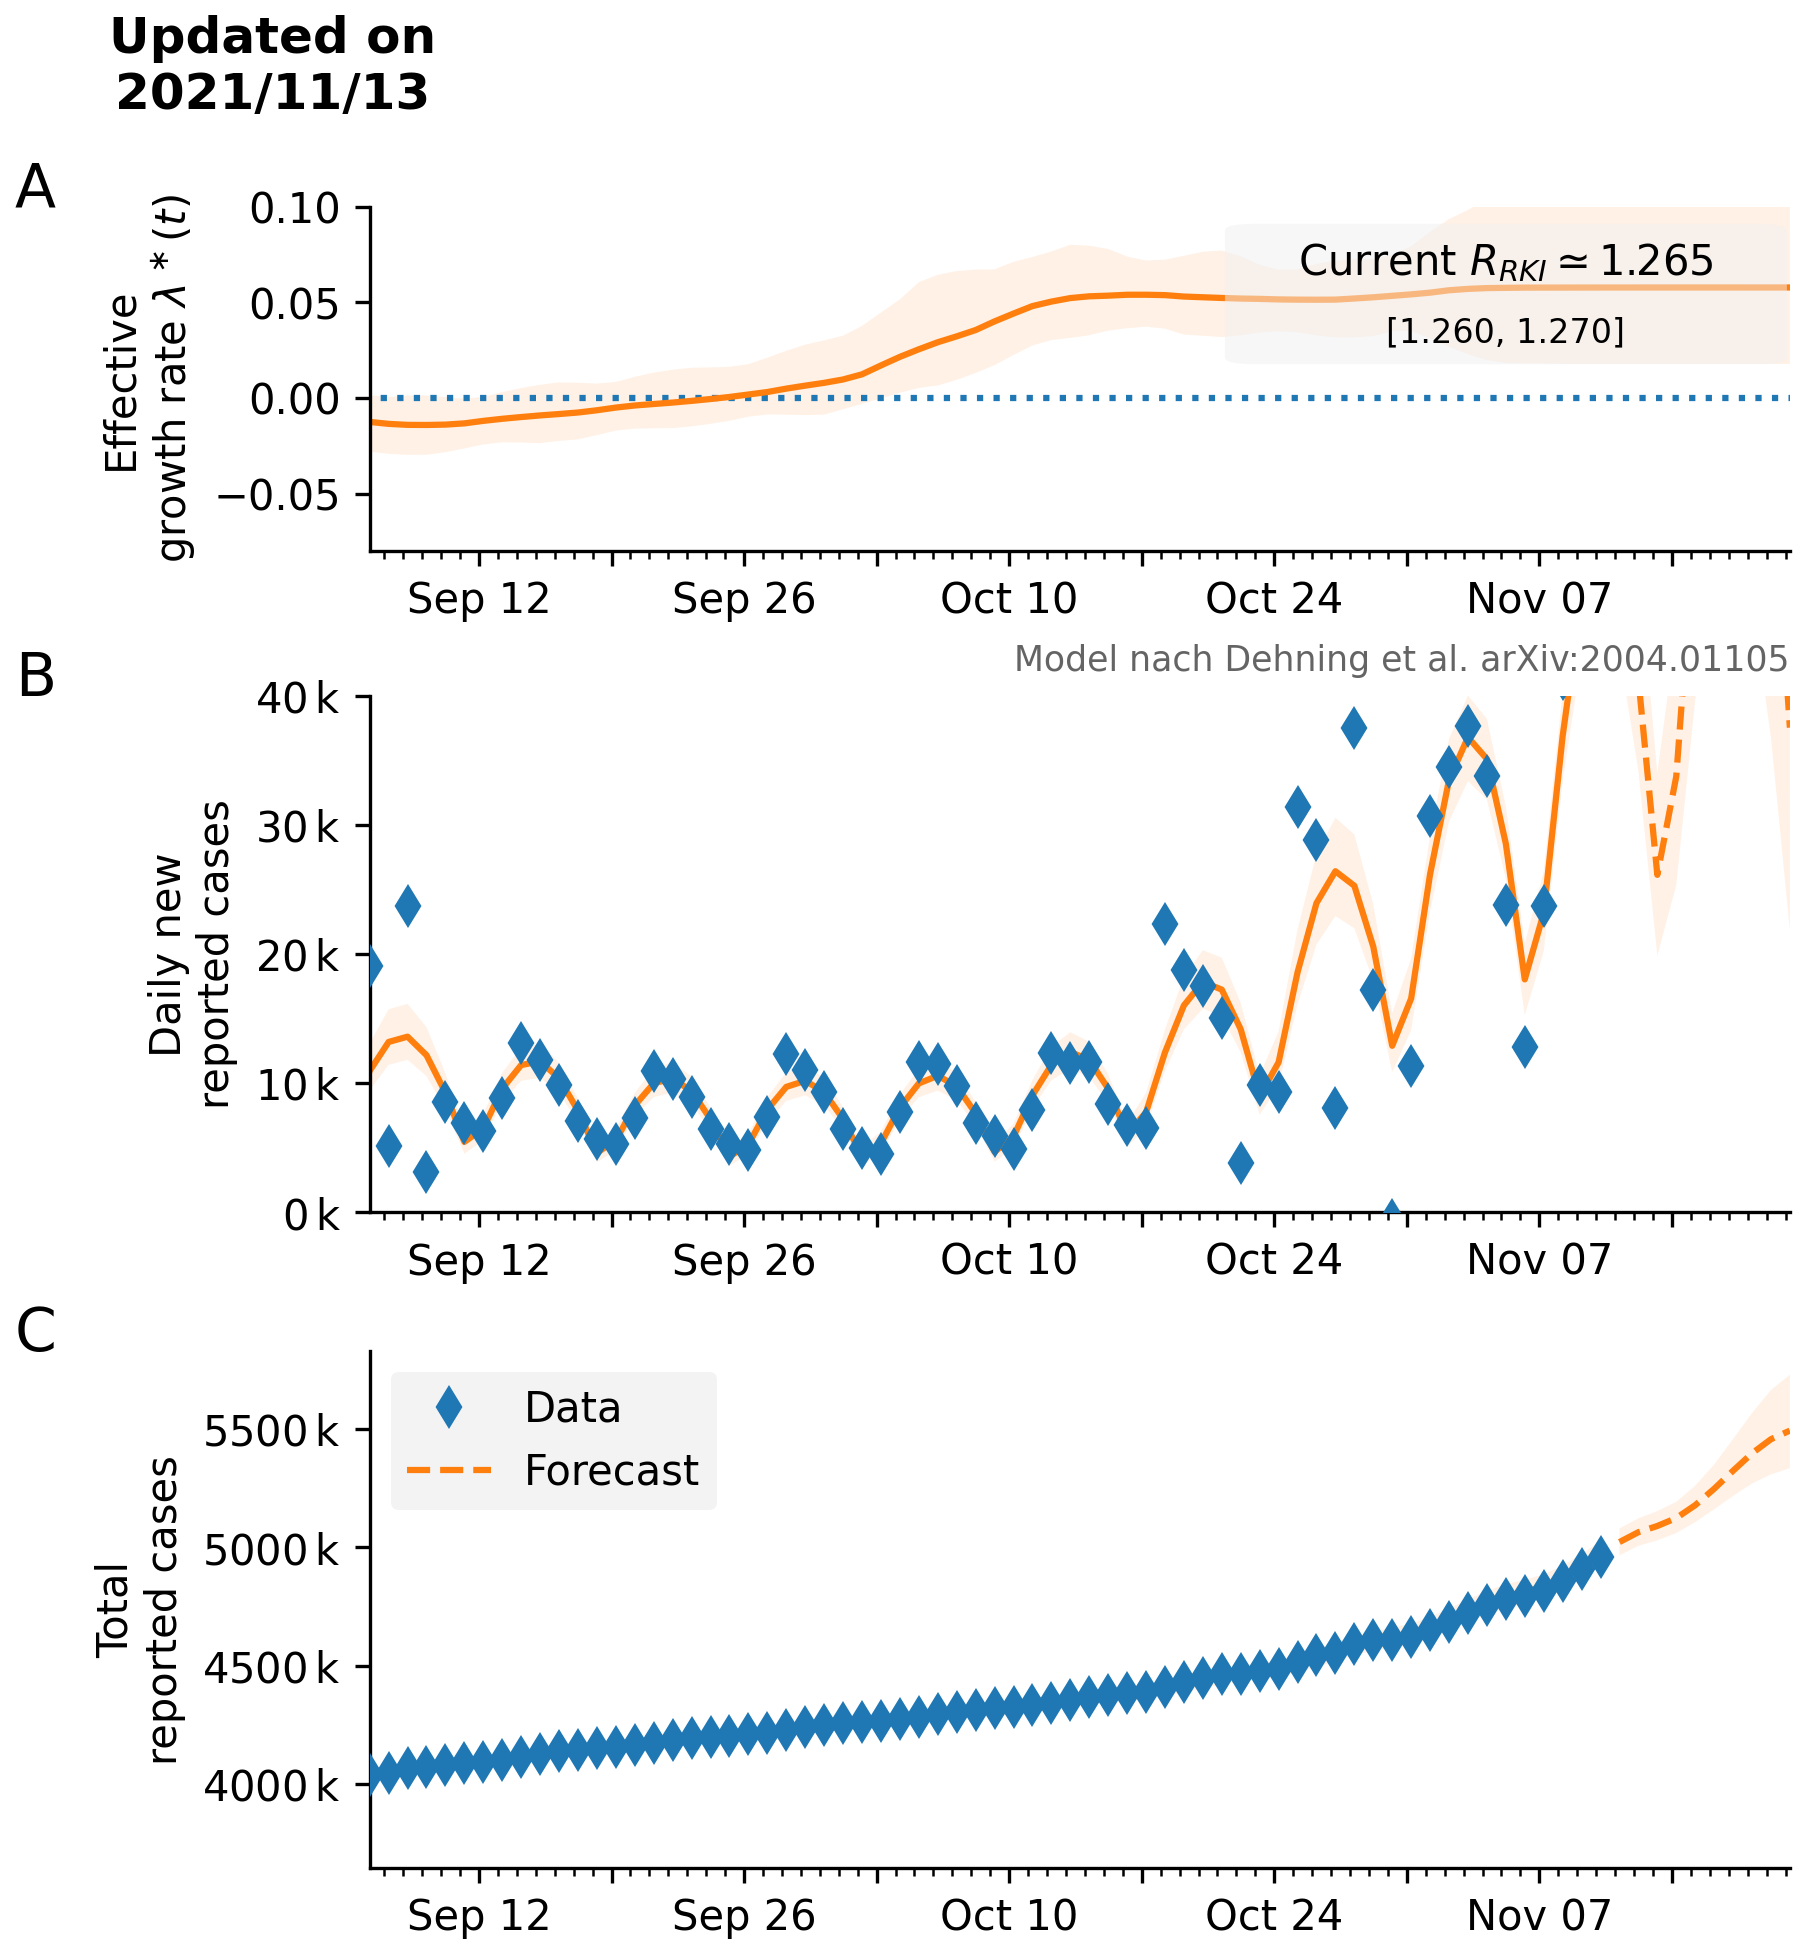 Updated on
2021/11/13
A
Effective
growth rate λ * (t)
0.10
0.05
0.00
−0.05
Current R_RKI ≃ 1.265
[1.260, 1.270]
Sep 12 Sep 26 Oct 10 Oct 24 Nov 07
Model nach Dehning et al. arXiv:2004.01105
B
Daily new
reported cases
40 k
30 k
20 k
10 k
0 k
Sep 12 Sep 26 Oct 10 Oct 24 Nov 07
C
Total
reported cases
5500 k
5000 k
4500 k
4000 k
Data
Forecast
Sep 12 Sep 26 Oct 10 Oct 24 Nov 07